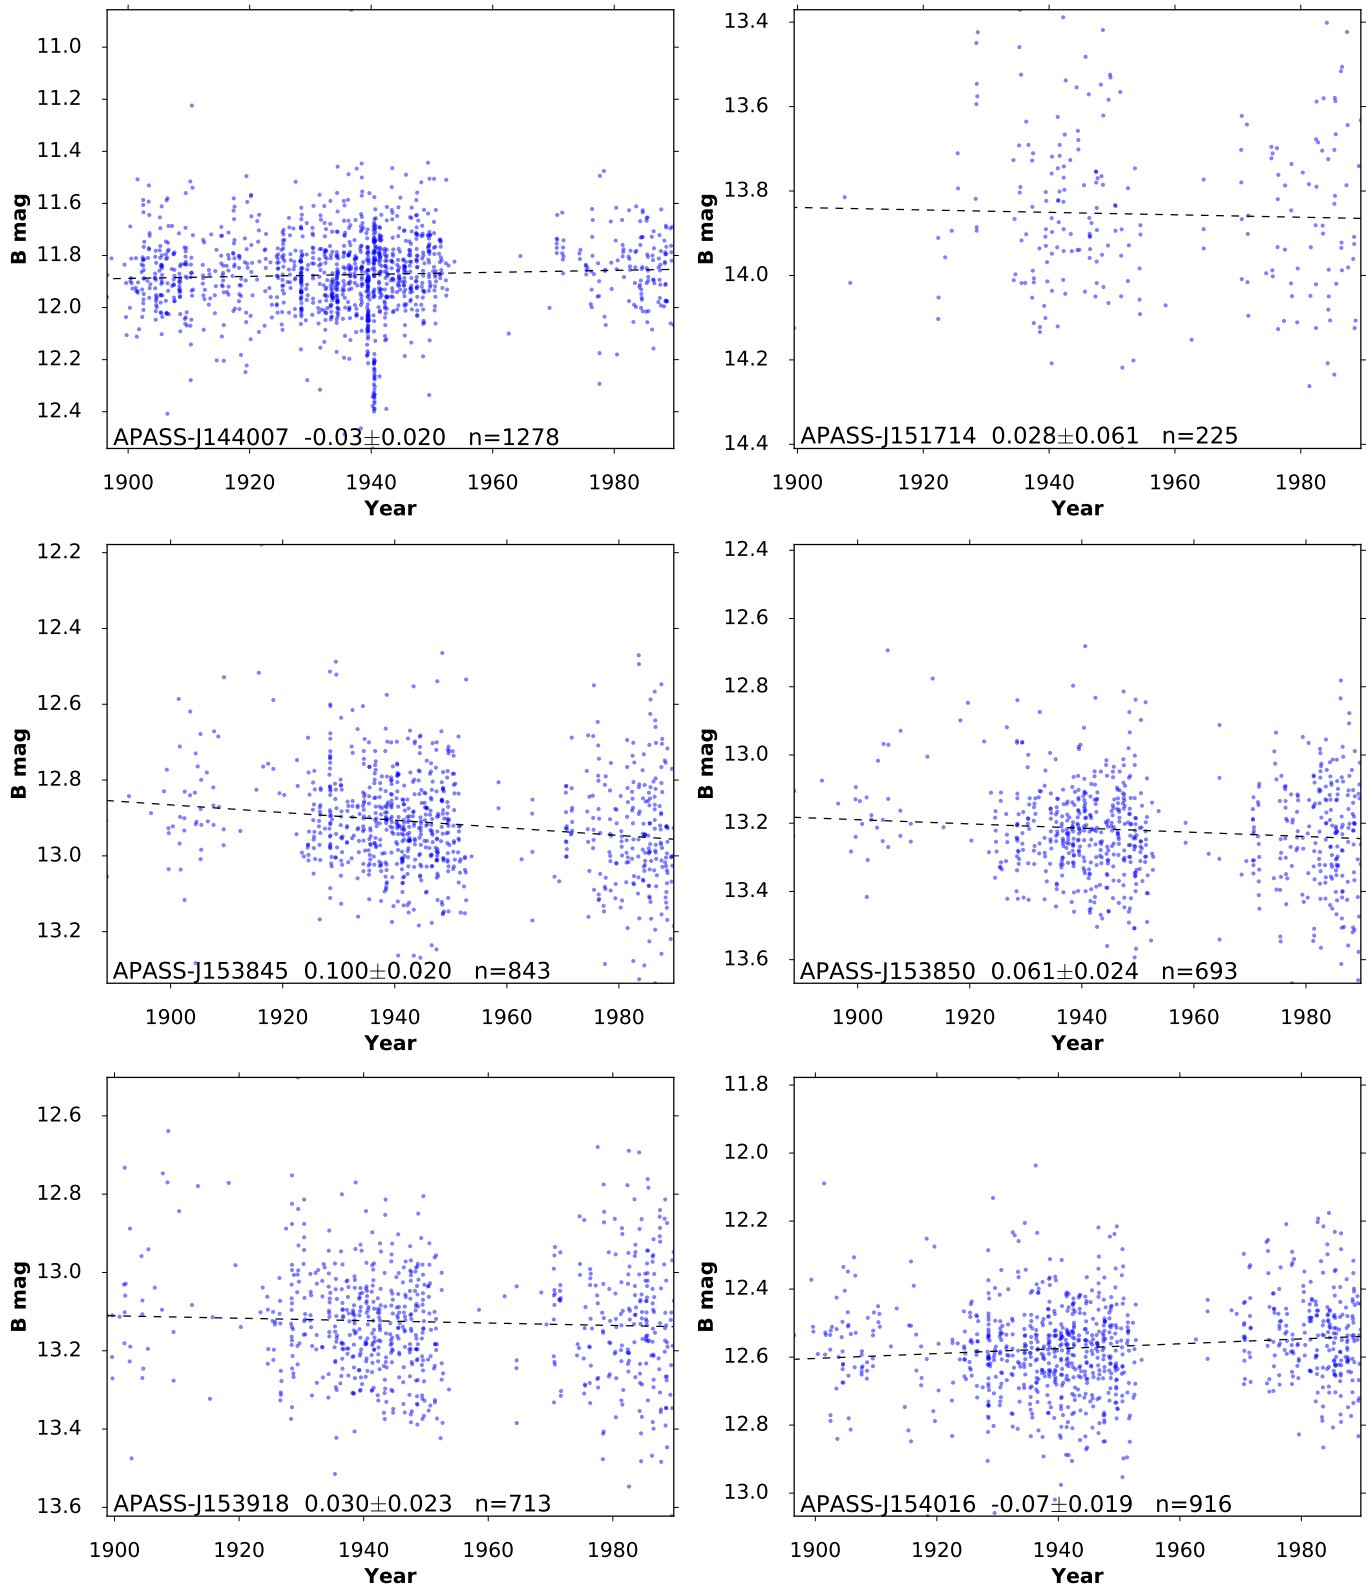 11.0
11.2
11.4
11.6
11.8
12.0
12.2
12.4
B mag
APASS-J144007 -0.03±0.020 n=1278
1900 1920 1940 1960 1980
Year
13.4
13.6
13.8
14.0
14.2
14.4
B mag
APASS-J151714 0.028±0.061 n=225
1900 1920 1940 1960 1980
Year
12.2
12.4
12.6
12.8
13.0
13.2
B mag
APASS-J153845 0.100±0.020 n=843
1900 1920 1940 1960 1980
Year
12.4
12.6
12.8
13.0
13.2
13.4
13.6
B mag
APASS-J153850 0.061±0.024 n=693
1900 1920 1940 1960 1980
Year
12.6
12.8
13.0
13.2
13.4
13.6
B mag
APASS-J153918 0.030±0.023 n=713
1900 1920 1940 1960 1980
Year
11.8
12.0
12.2
12.4
12.6
12.8
13.0
B mag
APASS-J154016 -0.07±0.019 n=916
1900 1920 1940 1960 1980
Year